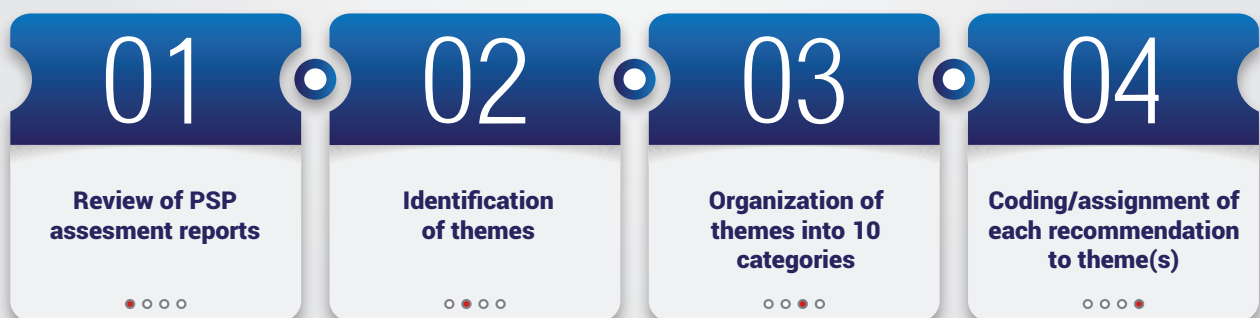 01
Review of PSP
assesment reports
02
Identification
of themes
03
Organization of
themes into 10
categories
04
Coding/assignment of
each recommendation
to theme(s)